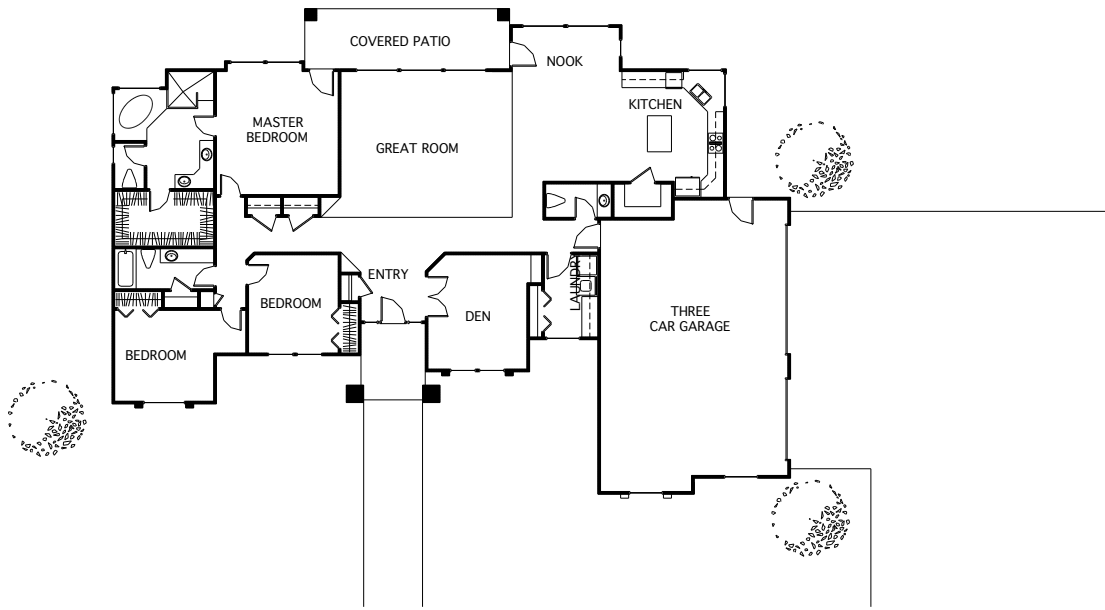 COVERED PATIO
NOOK
KITCHEN
MASTER
BEDROOM
GREAT ROOM
ENTRY
LAUNDRY
BEDROOM
THREE
CAR GARAGE
DEN
BEDROOM